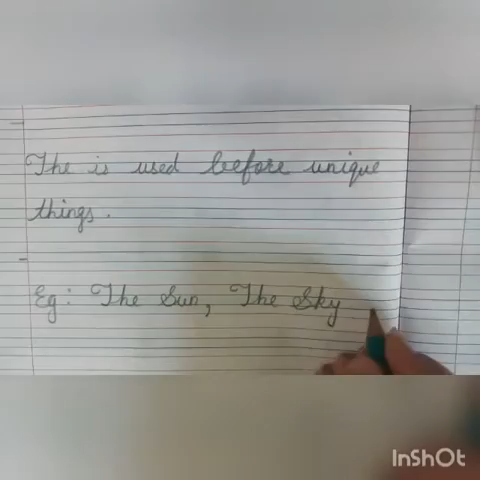 The is used before unique
things.
Eg: The Sun, The Sky
InShOt